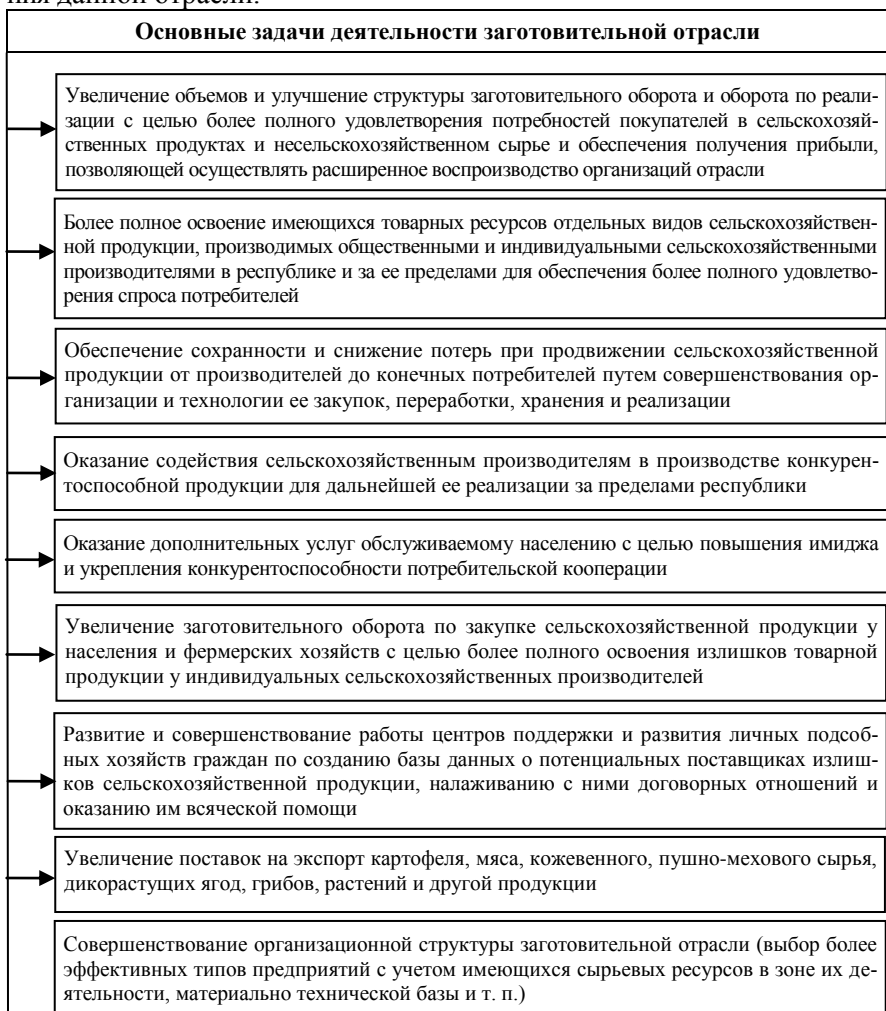 ния данной отрасли.
Основные задачи деятельности заготовительной отрасли
Увеличение объемов и улучшение структуры заготовительного оборота и оборота по реали-
зации с целью более полного удовлетворения потребностей покупателей в сельскохозяй-
ственных продуктах и несельскохозяйственном сырье и обеспечения получения прибыли,
позволяющей осуществлять расширенное воспроизводство организаций отрасли
Более полное освоение имеющихся товарных ресурсов отдельных видов сельскохозяйствен-
ной продукции, производимых общественными и индивидуальными сельскохозяйственными
производителями в республике и за ее пределами для обеспечения более полного удовлетво-
рения спроса потребителей
Обеспечение сохранности и снижение потерь при продвижении сельскохозяйственной
продукции от производителей до конечных потребителей путем совершенствования ор-
ганизации и технологии ее закупок, переработки, хранения и реализации
Оказание содействия сельскохозяйственным производителям в производстве конкурен-
тоспособной продукции для дальнейшей ее реализации за пределами республики
Оказание дополнительных услуг обслуживаемому населению с целью повышения имиджа
и укрепления конкурентоспособности потребительской кооперации
Увеличение заготовительного оборота по закупке сельскохозяйственной продукции у
населения и фермерских хозяйств с целью более полного освоения излишков товарной
продукции у индивидуальных сельскохозяйственных производителей
Развитие и совершенствование работы центров поддержки и развития личных подсоб-
ных хозяйств граждан по созданию базы данных о потенциальных поставщиках излиш-
ков сельскохозяйственной продукции, налаживанию с ними договорных отношений и
оказанию им всяческой помощи
Увеличение поставок на экспорт картофеля, мяса, кожевенного, пушно-мехового сырья,
дикорастущих ягод, грибов, растений и другой продукции
Совершенствование организационной структуры заготовительной отрасли (выбор более
эффективных типов предприятий с учетом имеющихся сырьевых ресурсов в зоне их де-
ятельности, материально технической базы и т. п.)